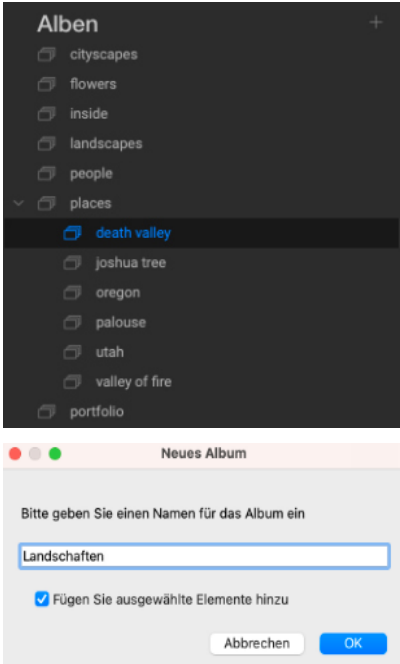 Alben
cityscapes
flowers
inside
landscapes
people
places
death valley
joshua tree
oregon
palouse
utah
valley of fire
portfolio
Neues Album
Bitte geben Sie einen Namen für das Album ein
Landschaften
Fügen Sie ausgewählte Elemente hinzu
Abbrechen OK